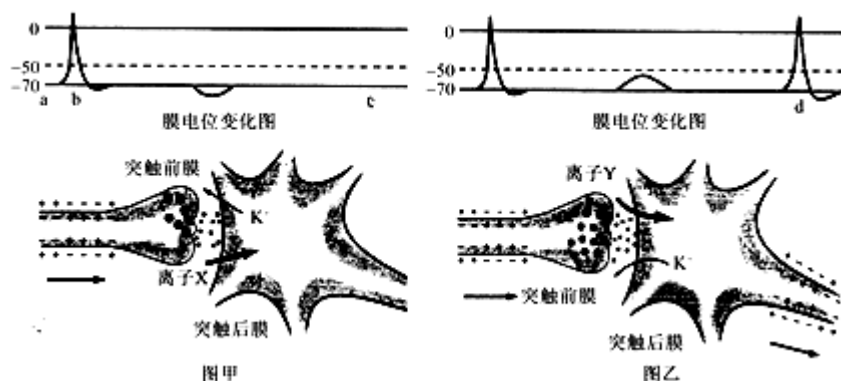 0
-50
-70
a
b
c
膜电位变化图
突触前膜
K⁺
离子X
突触后膜
图甲
0
-50
-70
d
膜电位变化图
离子Y
K⁺
突触前膜
突触后膜
图乙